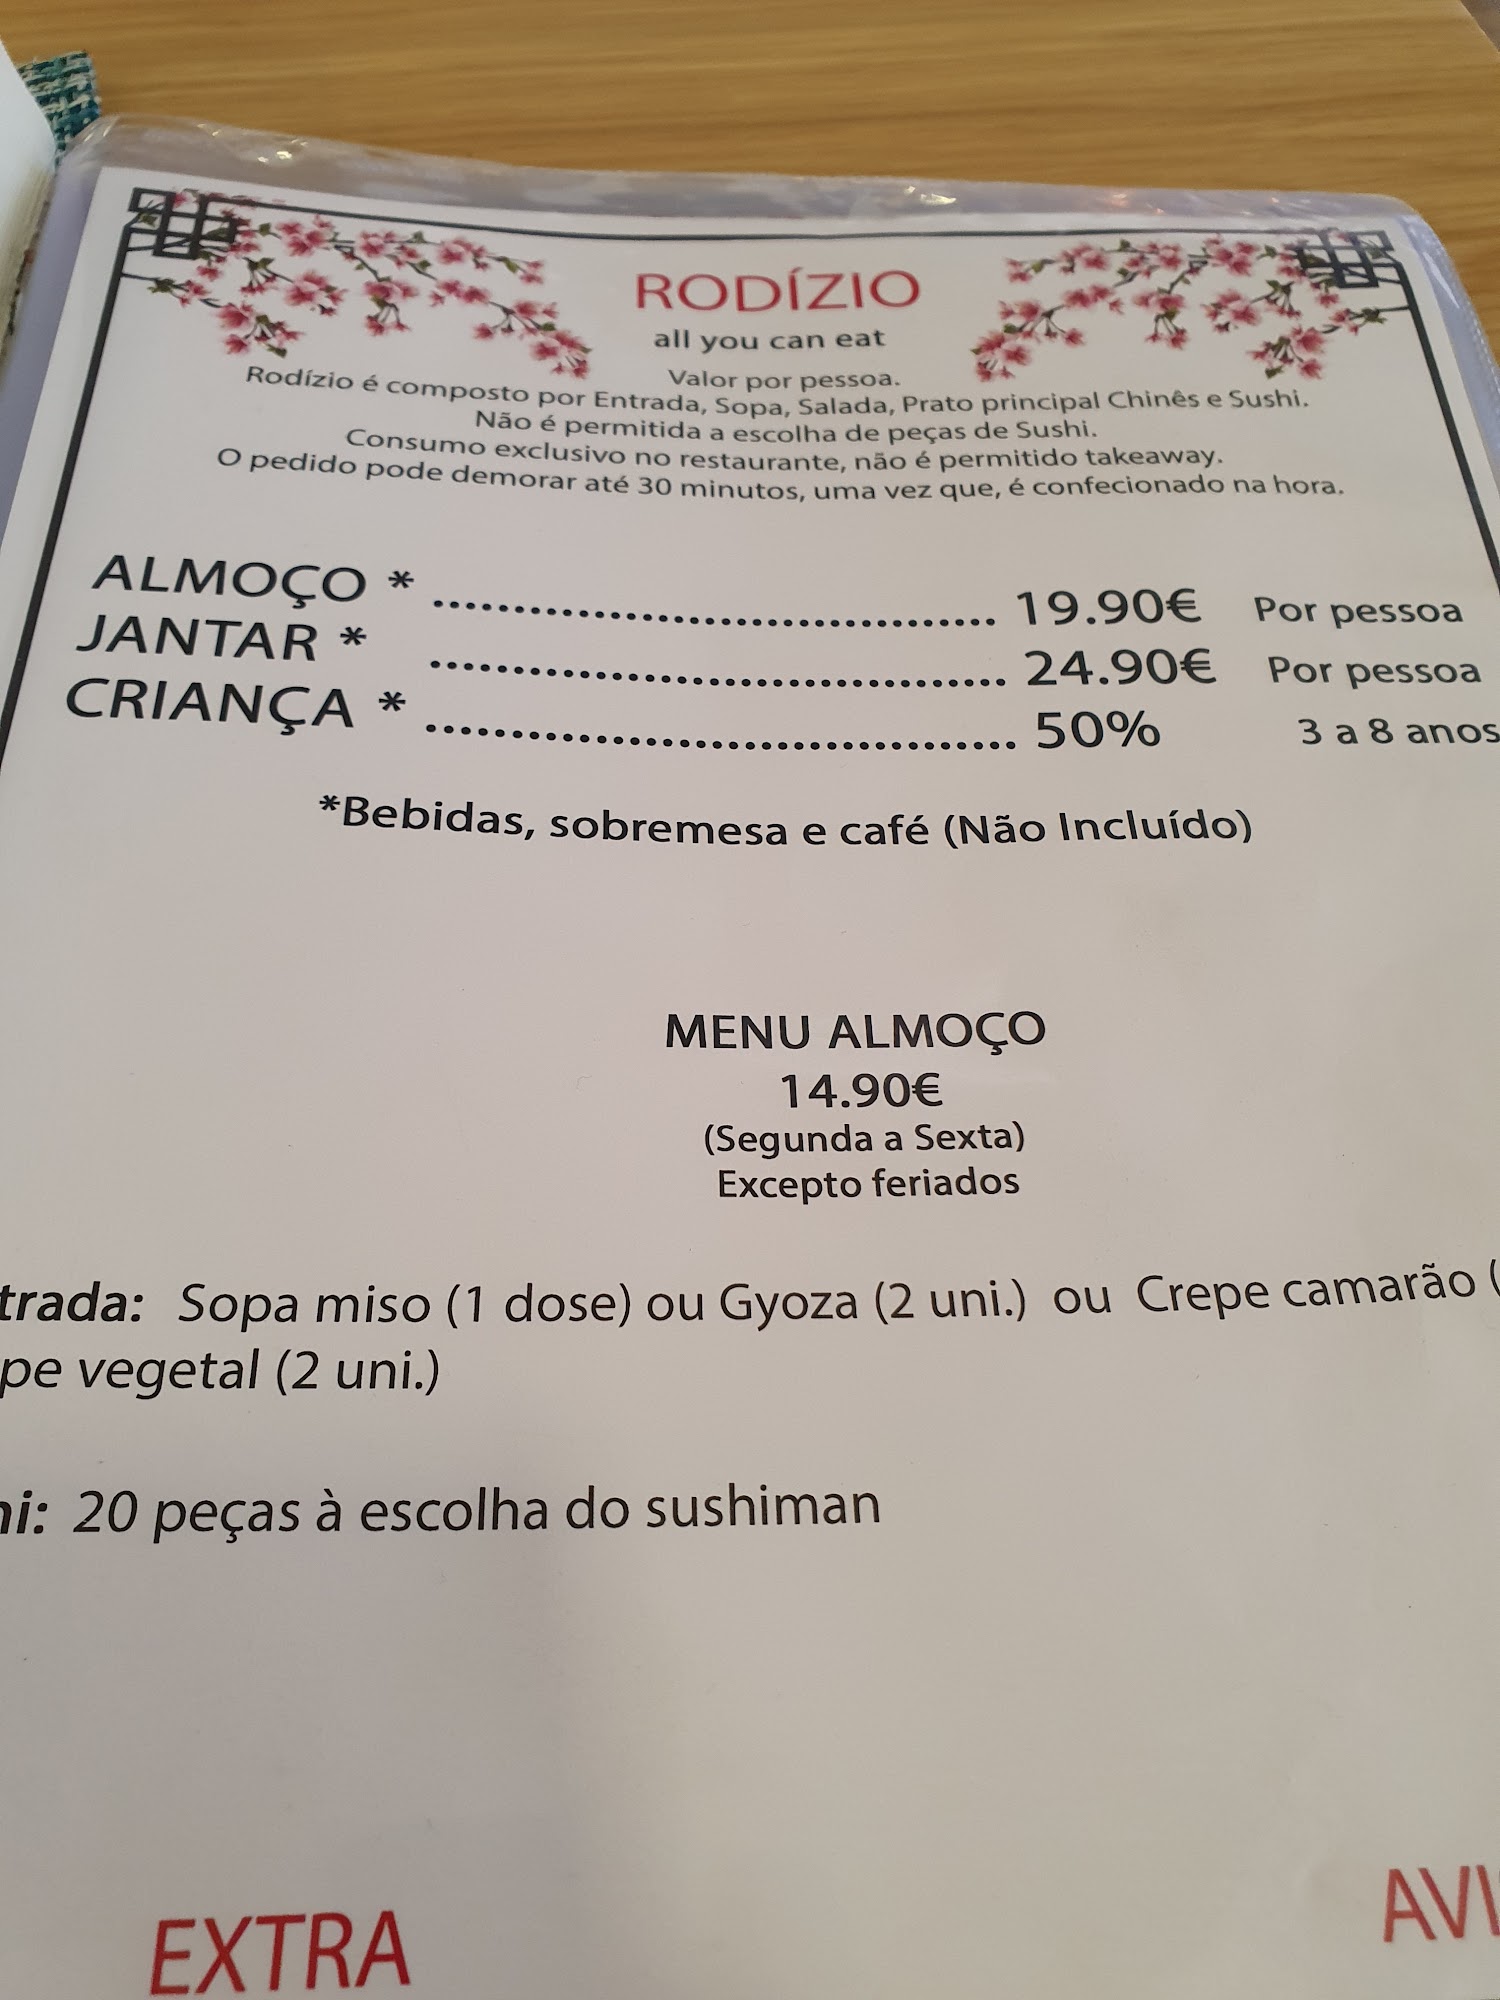 RODÍZIO
all you can eat
Valor por pessoa.
Rodízio é composto por Entrada, Sopa, Salada, Prato principal Chinês e Sushi.
Não é permitida a escolha de peças de Sushi.
Consumo exclusivo no restaurante, não é permitido takeaway.
O pedido pode demorar até 30 minutos, uma vez que, é confecionado na hora.
ALMOÇO * .................................. 19.90€ Por pessoa
JANTAR * .................................. 24.90€ Por pessoa
CRIANÇA * .................................. 50% 3 a 8 anos
*Bebidas, sobremesa e café (Não Incluído)
MENU ALMOÇO
14.90€
(Segunda a Sexta)
Excepto feriados
trada: Sopa miso (1 dose) ou Gyoza (2 uni.) ou Crepe camarão (
pe vegetal (2 uni.)
hi: 20 peças à escolha do sushiman
EXTRA
AVI